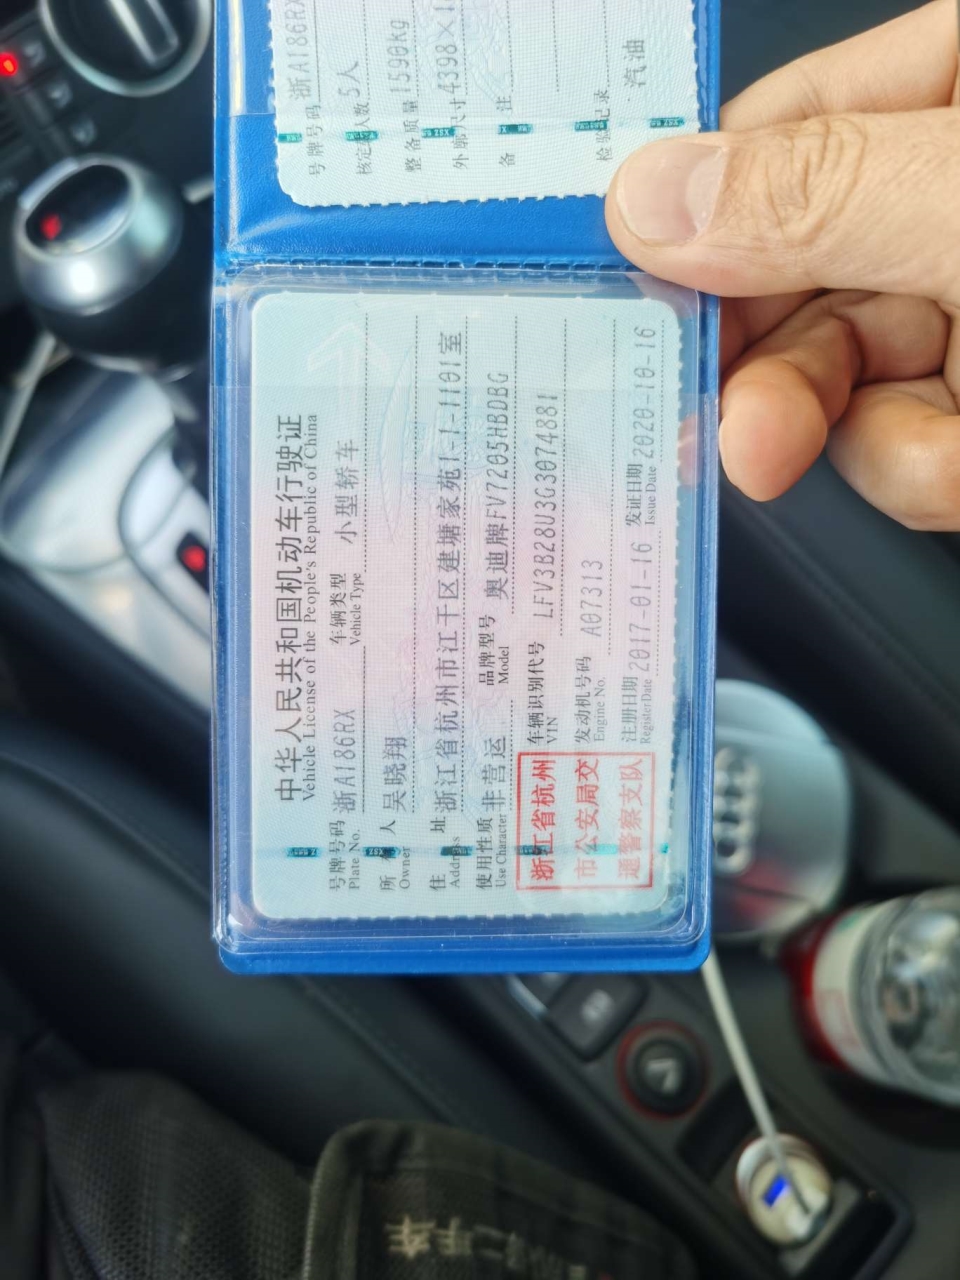 中华人民共和国机动车行驶证
Vehicle License of the People's Republic of China
号牌号码 浙A186RX 车辆类型 小型轿车
Plate No. Vehicle Type
所 人 吴晓翔
Owner
住 址 浙江省杭州市江干区建塘家苑1-1-1101室
Address
使用性质 非营运 品牌型号 奥迪牌FV7205HBDBG
Use Character Model
浙江省杭州
市公安局交
通警察支队
车辆识别代号 LFV3B28U3G3074881
VIN
发动机号码 A07313
Engine No.
注册日期 2017-01-16 发证日期 2020-10-16
Register Date Issue Date
号牌号码 浙A186RX
核定 人数 5人
整备质量 1590kg
外廓尺寸 4398×1
备 注
检验记录
汽油